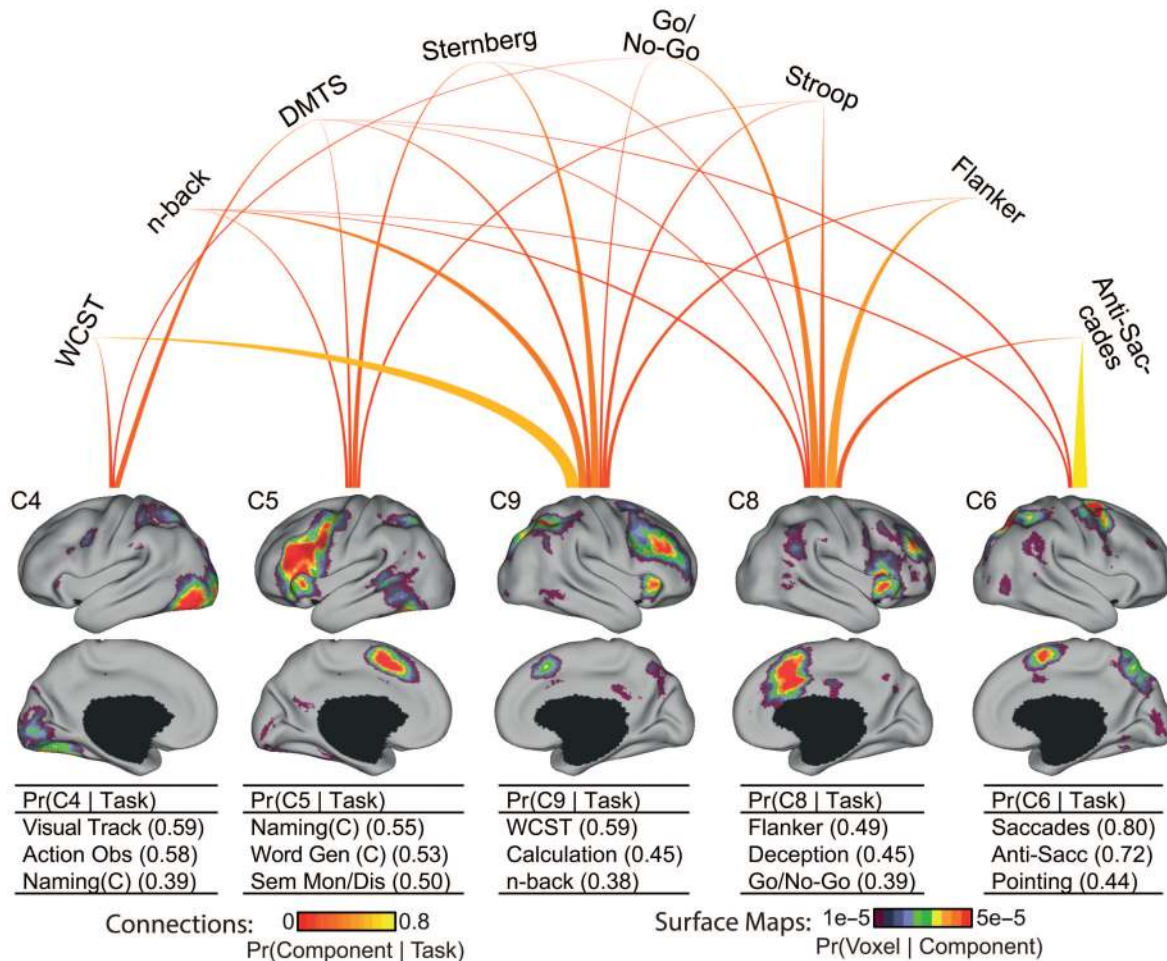 Go/
No-Go
Sternberg
Stroop
DMTS
Flanker
n-back
Anti-Sac-
cades
WCST
C4
C5
C9
C8
C6
Pr(C4 | Task)
Visual Track (0.59)
Action Obs (0.58)
Naming(C) (0.39)
Pr(C5 | Task)
Naming(C) (0.55)
Word Gen (C) (0.53)
Sem Mon/Dis (0.50)
Pr(C9 | Task)
WCST (0.59)
Calculation (0.45)
n-back (0.38)
Pr(C8 | Task)
Flanker (0.49)
Deception (0.45)
Go/No-Go (0.39)
Pr(C6 | Task)
Saccades (0.80)
Anti-Sacc (0.72)
Pointing (0.44)
Connections: 0 0.8
Pr(Component | Task)
Surface Maps: 1e-5 5e-5
Pr(Voxel | Component)